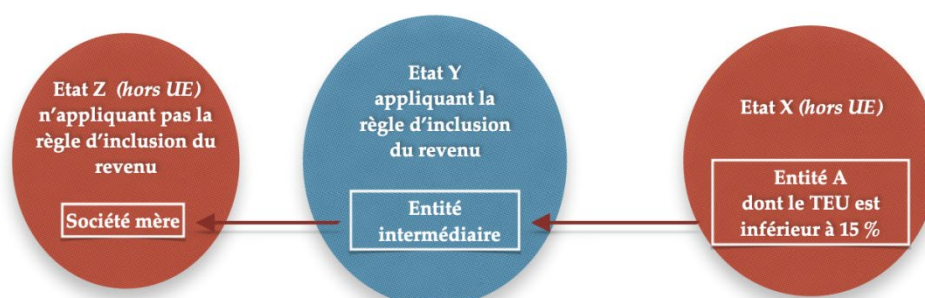 Etat Z (hors UE)
n'appliquant pas la
règle d'inclusion du
revenu
Société mère
Etat Y
appliquant la
règle d'inclusion
du revenu
Entité
intermédiaire
Etat X (hors UE)
Entité A
dont le TEU est
inférieur à 15 %